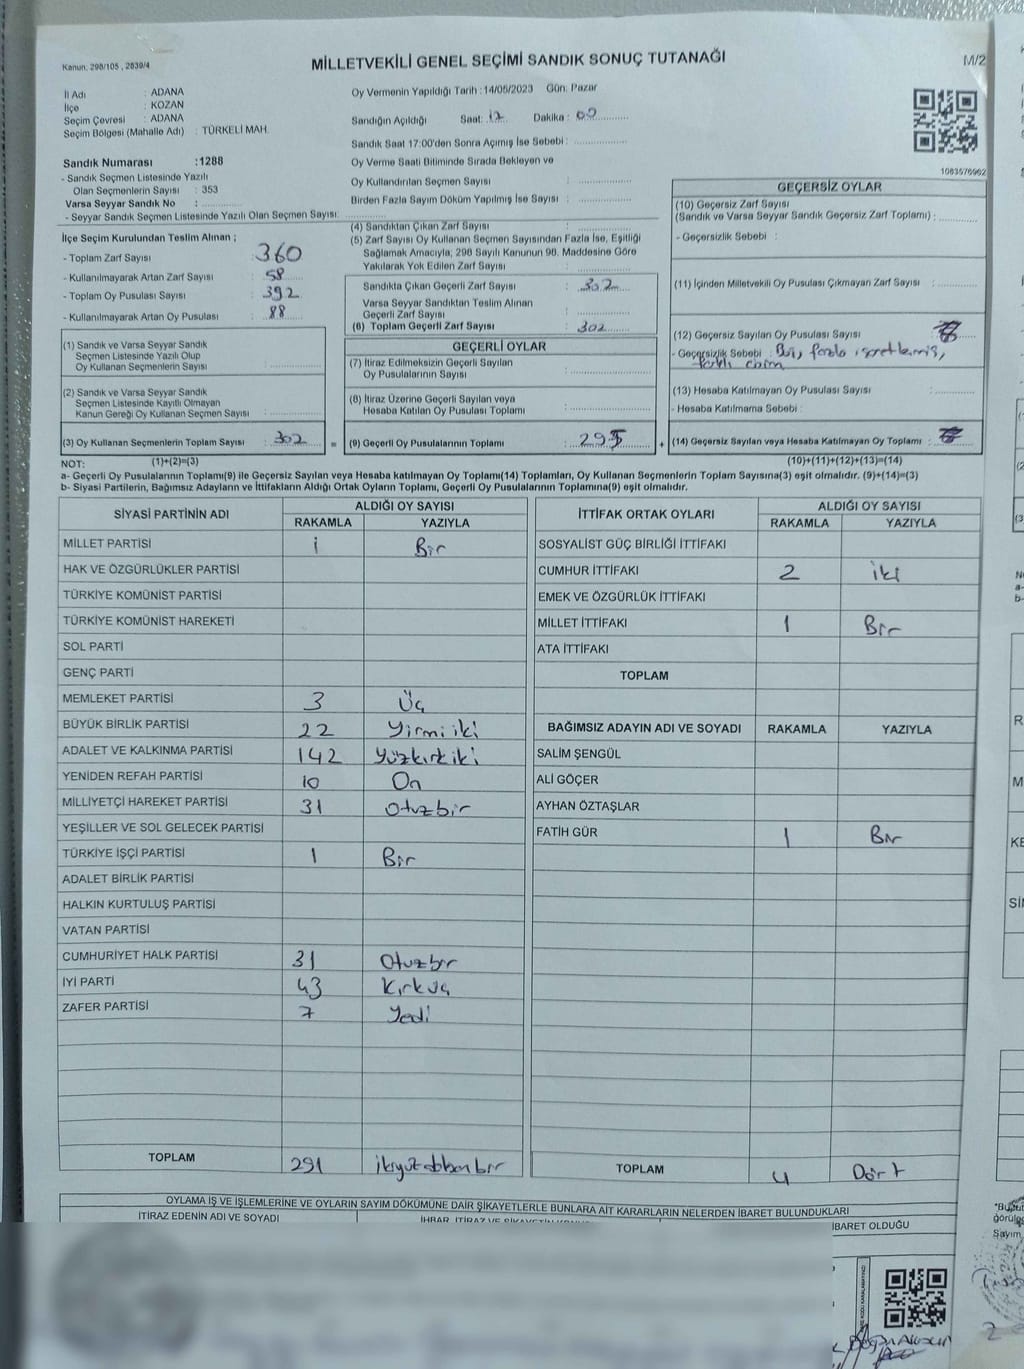 Kanun: 298/105 , 2839/4
MİLLETVEKİLİ GENEL SEÇİMİ SANDIK SONUÇ TUTANAĞI
M/2
İl Adı : ADANA
İlçe : KOZAN
Seçim Çevresi : ADANA
Seçim Bölgesi (Mahalle Adı) : TÜRKELİ MAH.
Sandık Numarası :1288
- Sandık Seçmen Listesinde Yazılı
Olan Seçmenlerin Sayısı : 353
Varsa Seyyar Sandık No :
- Seyyar Sandık Seçmen Listesinde Yazılı Olan Seçmen Sayısı:
Oy Vermenin Yapıldığı Tarih : 14/05/2023 Gün: Pazar
Sandığın Açıldığı Saat: 17 Dakika : 00
Sandık Saat 17:00'den Sonra Açımış İse Sebebi :
Oy Verme Saati Bitiminde Sırada Bekleyen ve
Oy Kullandırılan Seçmen Sayısı :
Birden Fazla Sayım Döküm Yapılmış İse Sayısı :
1083576962
İlçe Seçim Kurulundan Teslim Alınan ;
- Toplam Zarf Sayısı : 360
- Kullanılmayarak Artan Zarf Sayısı : 58
- Toplam Oy Pusulası Sayısı : 392
- Kullanılmayarak Artan Oy Pusulası : 88
(4) Sandıktan Çıkan Zarf Sayısı :
(5) Zarf Sayısı Oy Kullanan Seçmen Sayısından Fazla İse, Eşitliği
Sağlamak Amacıyla, 298 Sayılı Kanunun 98. Maddesine Göre
Yakılarak Yok Edilen Zarf Sayısı :
Sandıkta Çıkan Geçerli Zarf Sayısı : 302
Varsa Seyyar Sandıktan Teslim Alınan
Geçerli Zarf Sayısı :
(6) Toplam Geçerli Zarf Sayısı : 302
GEÇERSİZ OYLAR
(10) Geçersiz Zarf Sayısı
(Sandık ve Varsa Seyyar Sandık Geçersiz Zarf Toplamı) :
- Geçersizlik Sebebi :
(11) İçinden Milletvekili Oy Pusulası Çıkmayan Zarf Sayısı :
(12) Geçersiz Sayılan Oy Pusulası Sayısı :
- Geçersizlik Sebebi : Boş, fazla işaretlemiş,
(13) Hesaba Katılmayan Oy Pusulası Sayısı :
- Hesaba Katılmama Sebebi :
(14) Geçersiz Sayılan veya Hesaba Katılmayan Oy Toplamı :
(1) Sandık ve Varsa Seyyar Sandık
Seçmen Listesinde Yazılı Olup
Oy Kullanan Seçmenlerin Sayısı :
(2) Sandık ve Varsa Seyyar Sandık
Seçmen Listesinde Kayıtlı Olmayan
Kanun Gereği Oy Kullanan Seçmen Sayısı :
(3) Oy Kullanan Seçmenlerin Toplam Sayısı : 302 =
GEÇERLİ OYLAR
(7) İtiraz Edilmeksizin Geçerli Sayılan
Oy Pusulalarının Sayısı :
(8) İtiraz Üzerine Geçerli Sayılan veya
Hesaba Katılan Oy Pusulası Toplamı :
(9) Geçerli Oy Pusulalarının Toplamı : 295 +
NOT: (1)+(2)=(3) (10)+(11)+(12)+(13)=(14)
a- Geçerli Oy Pusulalarının Toplamı(9) ile Geçersiz Sayılan veya Hesaba katılmayan Oy Toplamı(14) Toplamları, Oy Kullanan Seçmenlerin Toplam Sayısına(3) eşit olmalıdır. (9)+(14)=(3)
b- Siyasi Partilerin, Bağımsız Adayların ve İttifakların Aldığı Ortak Oyların Toplamı, Geçerli Oy Pusulalarının Toplamına(9) eşit olmalıdır.
SİYASİ PARTİNİN ADI ALDIĞI OY SAYISI
RAKAMLA YAZIYLA
MİLLET PARTİSİ 1 Bir
HAK VE ÖZGÜRLÜKLER PARTİSİ
TÜRKİYE KOMÜNİST PARTİSİ
TÜRKİYE KOMÜNİST HAREKETİ
SOL PARTİ
GENÇ PARTİ
MEMLEKET PARTİSİ 3 Üç
BÜYÜK BİRLİK PARTİSİ 22 Yirmi iki
ADALET VE KALKINMA PARTİSİ 142 Yüzkırkiki
YENİDEN REFAH PARTİSİ 10 On
MİLLİYETÇİ HAREKET PARTİSİ 31 Otuzbir
YEŞİLLER VE SOL GELECEK PARTİSİ
TÜRKİYE İŞÇİ PARTİSİ 1 Bir
ADALET BİRLİK PARTİSİ
HALKIN KURTULUŞ PARTİSİ
VATAN PARTİSİ
CUMHURİYET HALK PARTİSİ 31 Otuzbir
İYİ PARTİ 43 Kırküç
ZAFER PARTİSİ 7 Yedi
TOPLAM 291 ikiyüzdoksanbir
İTTİFAK ORTAK OYLARI ALDIĞI OY SAYISI
RAKAMLA YAZIYLA
SOSYALİST GÜÇ BİRLİĞİ İTTİFAKI
CUMHUR İTTİFAKI 2 İki
EMEK VE ÖZGÜRLÜK İTTİFAKI
MİLLET İTTİFAKI 1 Bir
ATA İTTİFAKI
TOPLAM
BAĞIMSIZ ADAYIN ADI VE SOYADI RAKAMLA YAZIYLA
SALİM ŞENGÜL
ALİ GÖÇER
AYHAN ÖZTAŞLAR
FATİH GÜR 1 Bir
TOPLAM 4 Dört
OYLAMA İŞ VE İŞLEMLERİNE VE OYLARIN SAYIM DÖKÜMÜNE DAİR ŞİKAYETLERLE BUNLARA AİT KARARLARIN NELERDEN İBARET BULUNDUKLARI
İTİRAZ EDENİN ADI VE SOYADI
İBARET OLDUĞU